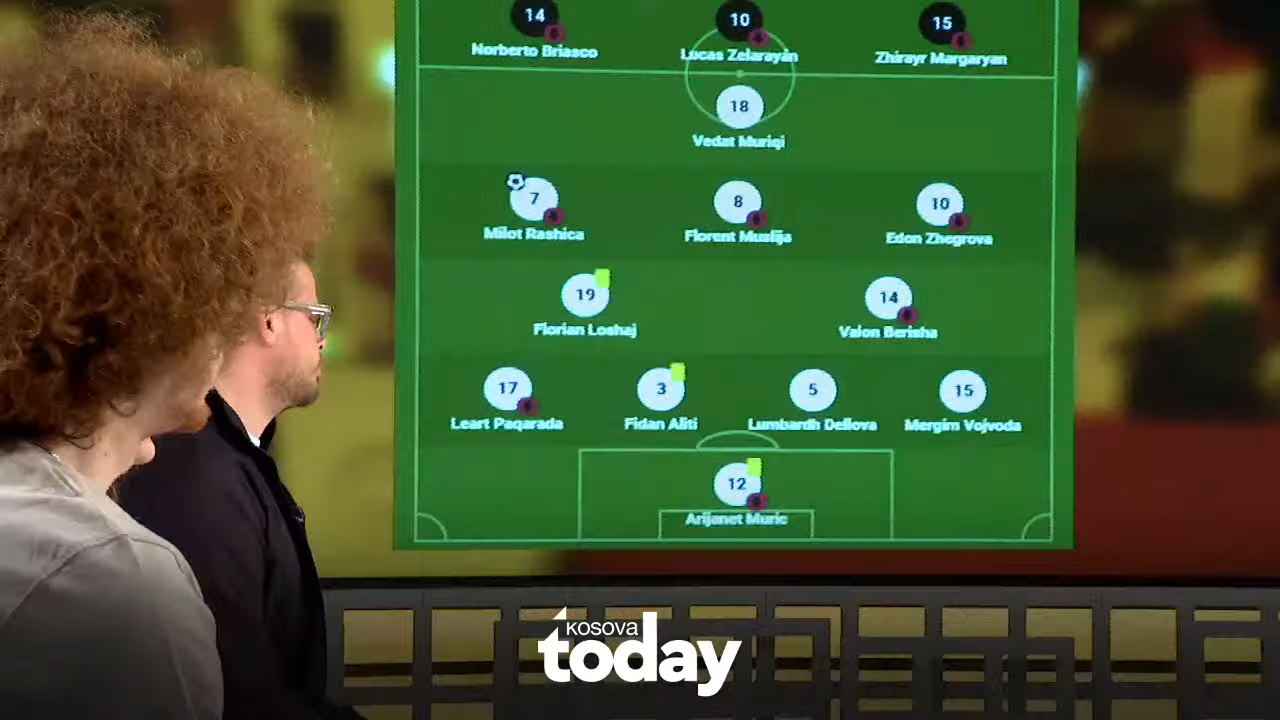 14 10 15
Norberto Briasco Lucas Zelarayán Zhirayr Margaryan
18
Vedat Muriqi
7 8 10
Milot Rashica Florent Muslija Edon Zhegrova
19 14
Florian Loshaj Valon Berisha
17 3 5 15
Leart Paqarada Fidan Aliti Lumbardh Dellova Mergim Vojvoda
12
Arijanet Muric
KOSOVA
today